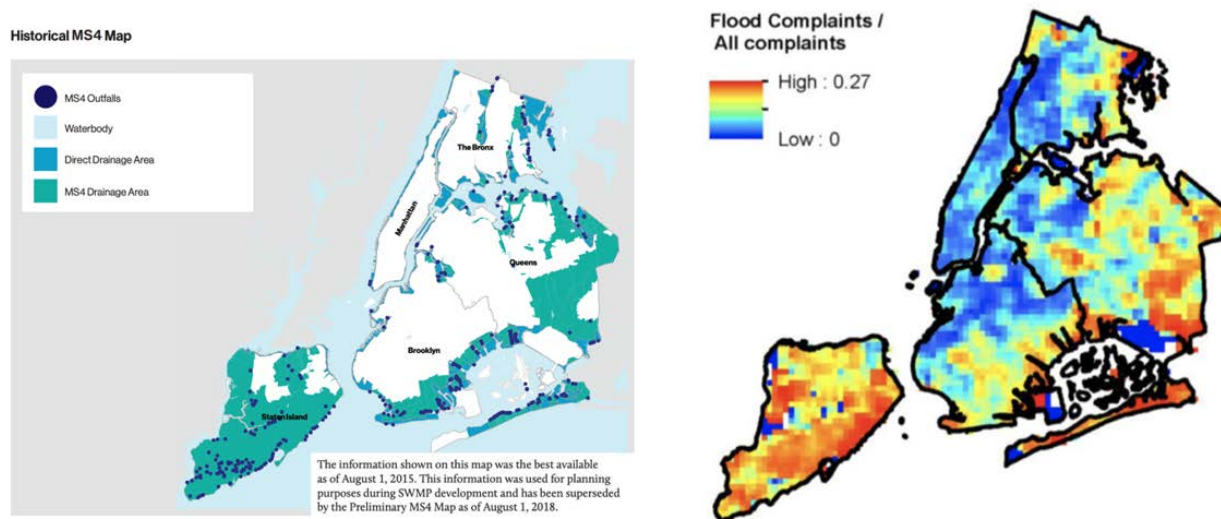 Historical MS4 Map
MS4 Outfalls
Waterbody
Direct Drainage Area
MS4 Drainage Area
The Bronx
Manhattan
Queens
Brooklyn
Staten Island
The information shown on this map was the best available
as of August 1, 2015. This information was used for planning
purposes during SWMP development and has been superseded
by the Preliminary MS4 Map as of August 1, 2018.
Flood Complaints /
All complaints
High : 0.27
Low : 0